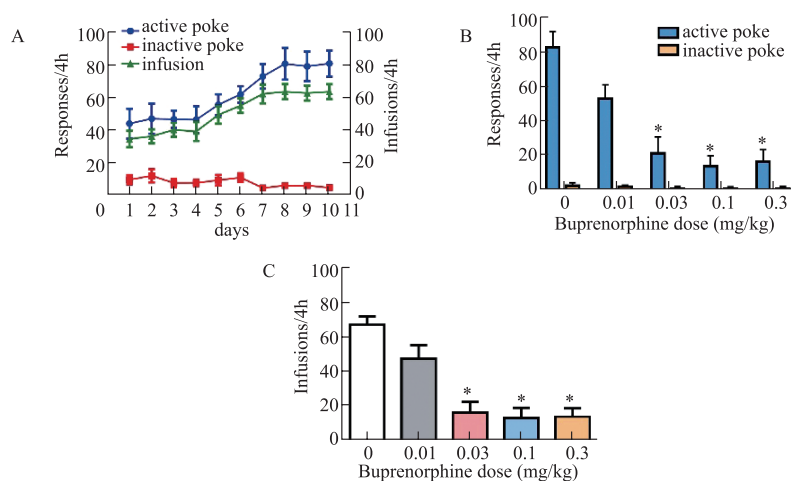 A
active poke
inactive poke
infusion
Responses/4h
100
80
60
40
20
0
1 2 3 4 5 6 7 8 9 10 11
days
100
80
60
40
20
Infusions/4h
B
active poke
inactive poke
Responses/4h
100
80
60
40
20
0
* * *
0 0.01 0.03 0.1 0.3
Buprenorphine dose (mg/kg)
C
Infusions/4h
100
80
60
40
20
0
* * *
0 0.01 0.03 0.1 0.3
Buprenorphine dose (mg/kg)